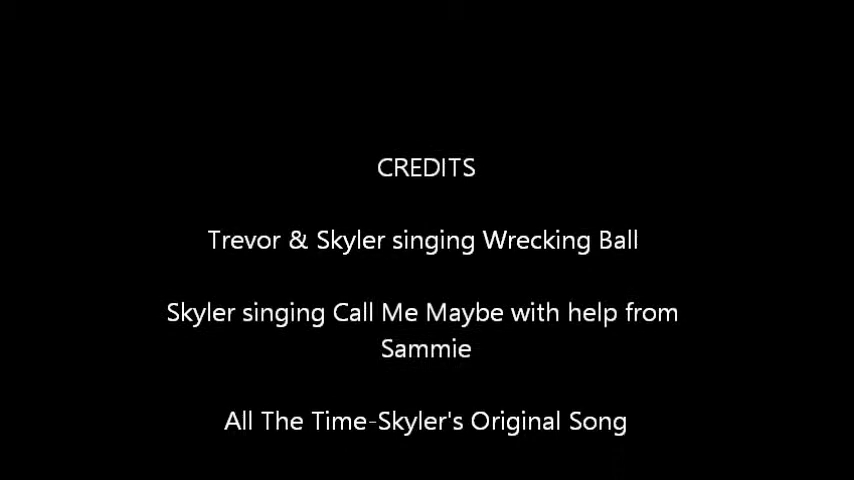 CREDITS
Trevor & Skyler singing Wrecking Ball
Skyler singing Call Me Maybe with help from
Sammie
All The Time-Skyler's Original Song